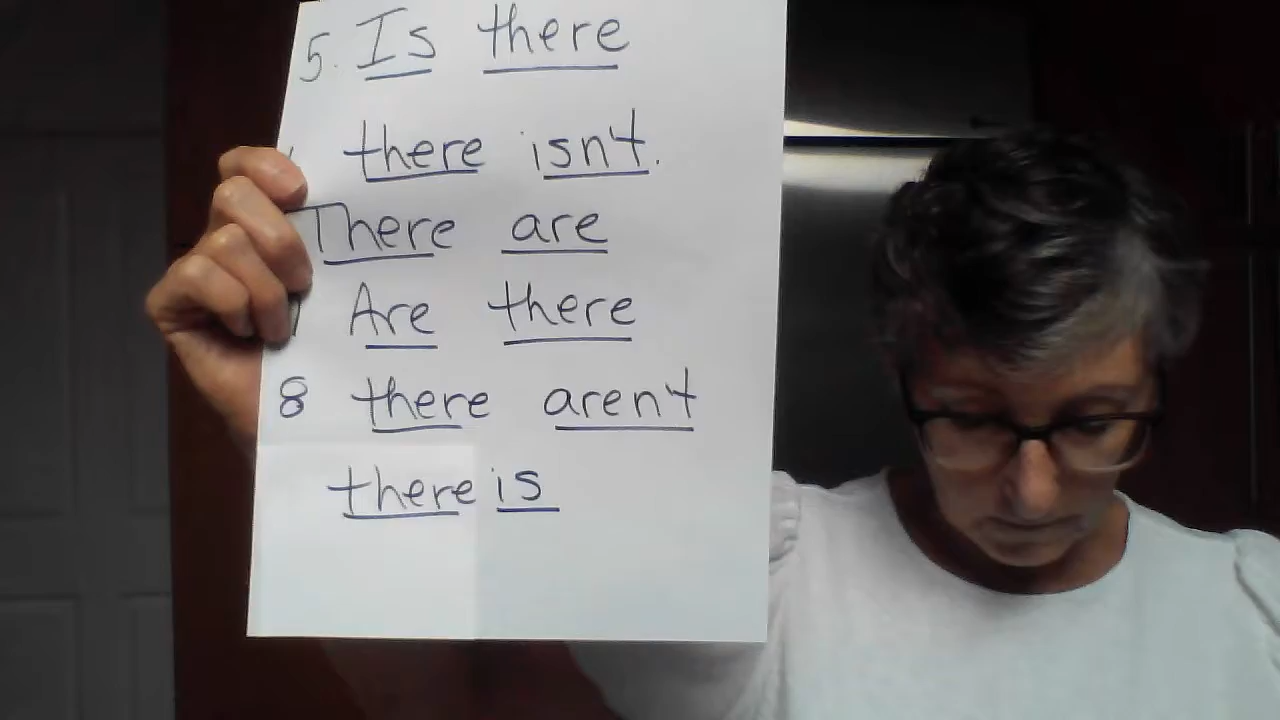 5. Is there
there isn't.
There are
Are there
8 there aren't
there is